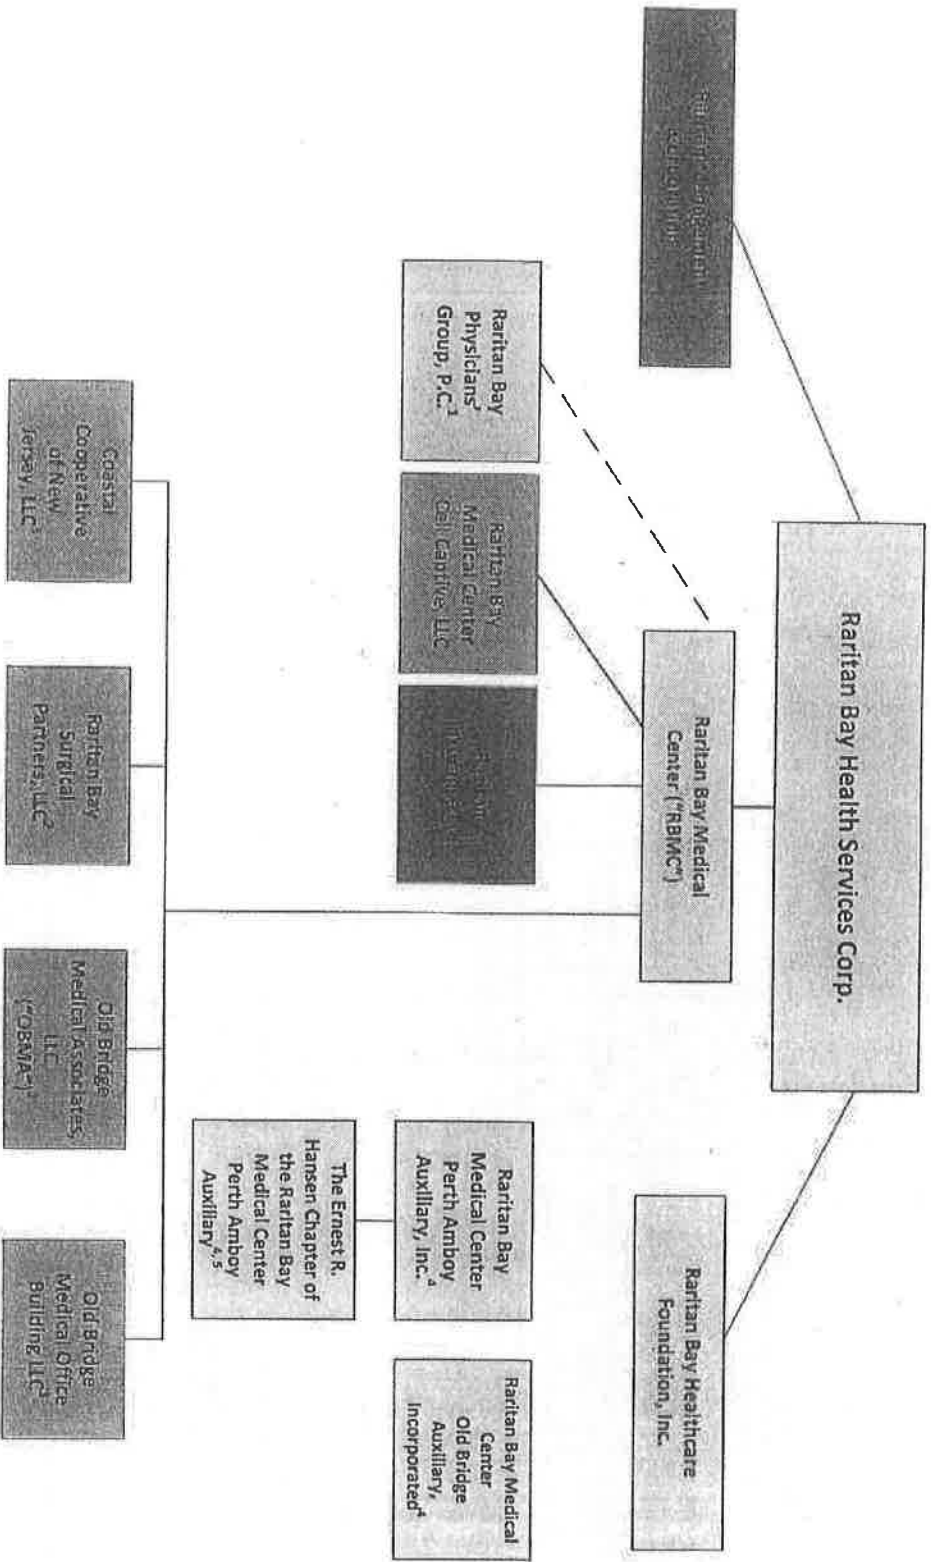 Raritan Bay Health Services Corp.
Raritan Bay Medical
Center ("RBMC")
Raritan Bay Healthcare
Foundation, Inc.
Raritan Bay
Physicians'
Group, P.C.¹
Raritan Bay
Medical Center
Cell Captive, LLC
Raritan Bay
Medical Center
Perth Amboy
Auxiliary, Inc.⁴
Raritan Bay Medical
Center
Old Bridge
Auxiliary,
Incorporated⁴
The Ernest R.
Hansen Chapter of
the Raritan Bay
Medical Center
Perth Amboy
Auxiliary⁴,⁵
Coastal
Cooperative
of New
Jersey, LLC
Raritan Bay
Surgical
Partners, LLC²
Old Bridge
Medical Associates,
LLC
("OBMA")
Old Bridge
Medical Office
Building LLC